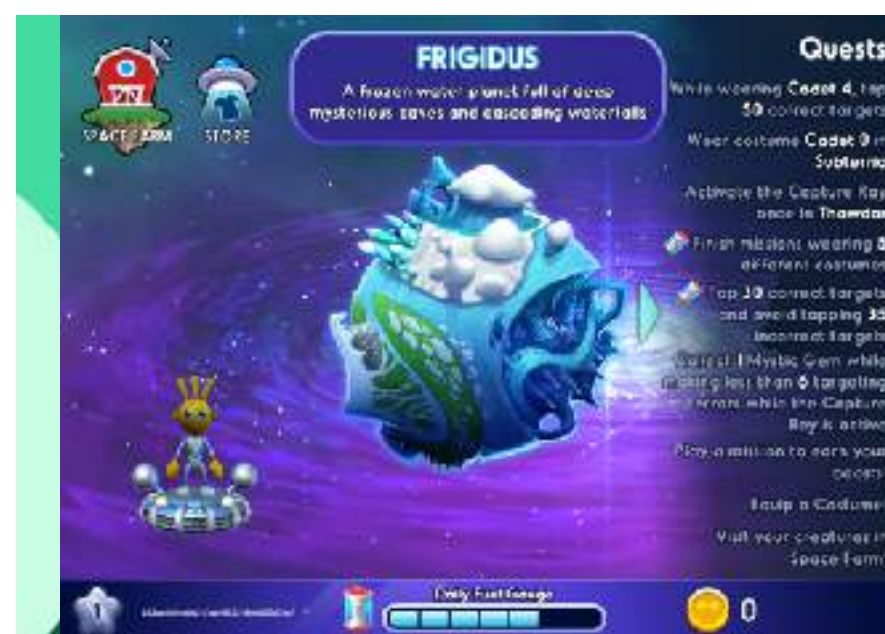 FRIGIDUS
A frozen water planet full of deep
mysterious caves and cascading waterfalls
SPACE FARM
STORE
Quests
While wearing Cadet 4, tap
50 correct targets
Wear costume Cadet
Activate the Capture Ray
once in
Finish missions wearing
different costumes
Tap correct targets
and avoid tapping 35
incorrect targets
Collect 1 Mystic Gem while
making less than 6 targeting
errors while the Capture
Ray is active
Play a mission to earn your
Equip a Costume
Visit your creatures in
Space Farm
1
Daily Fuel Gauge
0